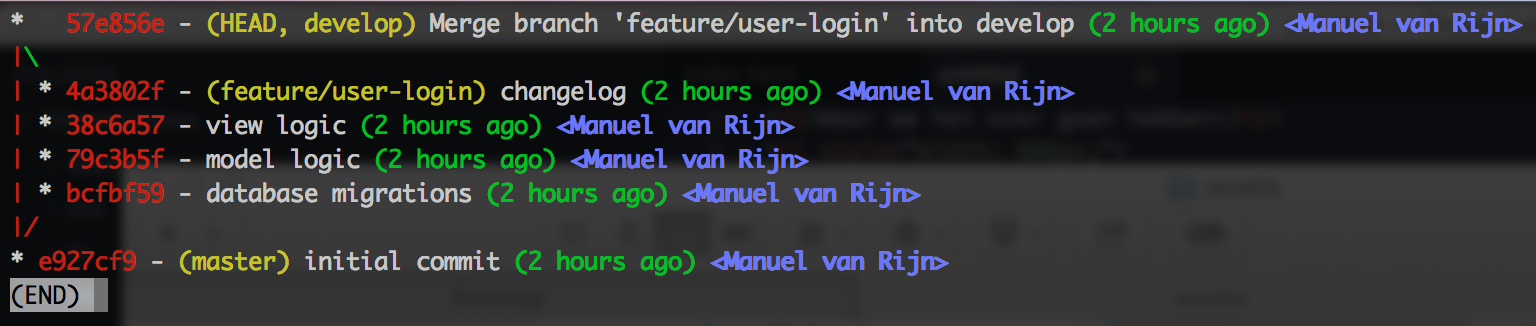 *   57e856e - (HEAD, develop) Merge branch 'feature/user-login' into develop (2 hours ago) <Manuel van Rijn>
|\
| * 4a3802f - (feature/user-login) changelog (2 hours ago) <Manuel van Rijn>
| * 38c6a57 - view logic (2 hours ago) <Manuel van Rijn>
| * 79c3b5f - model logic (2 hours ago) <Manuel van Rijn>
| * bcfbf59 - database migrations (2 hours ago) <Manuel van Rijn>
|/
* e927cf9 - (master) initial commit (2 hours ago) <Manuel van Rijn>
(END)